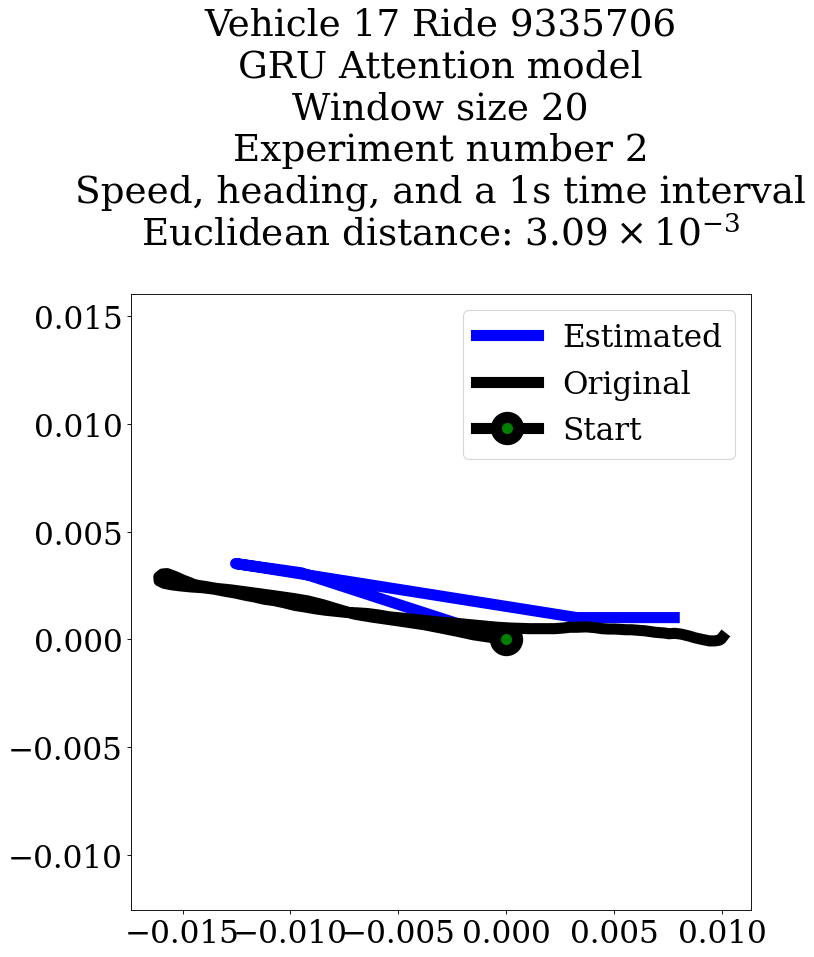 Vehicle 17 Ride 9335706
GRU Attention model
Window size 20
Experiment number 2
Speed, heading, and a 1s time interval
Euclidean distance: 3.09 × 10⁻³
Estimated
Original
Start
0.015
0.010
0.005
0.000
−0.005
−0.010
−0.015 −0.010 −0.005 0.000 0.005 0.010